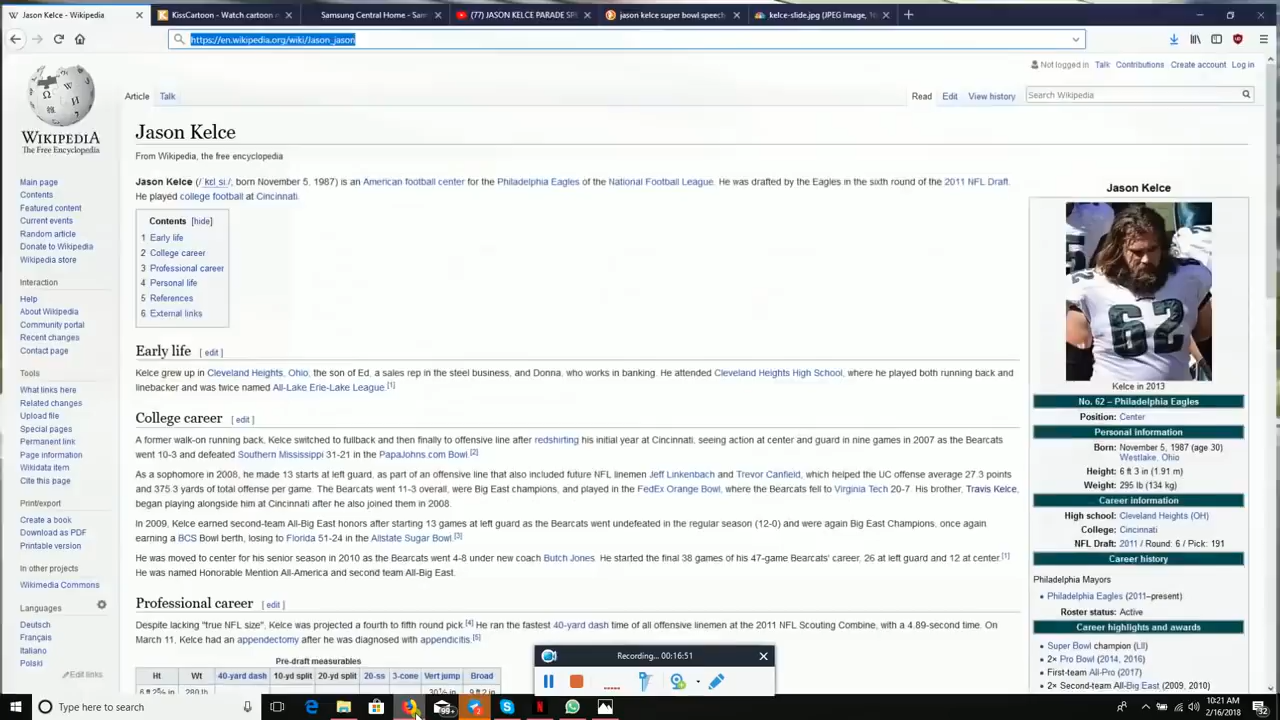 Jason Kelce - Wikipedia
KissCartoon - Watch cartoon
Samsung Central Home - Sam
(77) JASON KELCE PARADE SP
jason kelce super bowl speech
kelce-slide.jpg (JPEG Image, 10
https://en.wikipedia.org/wiki/Jason_jason
Not logged in Talk Contributions Create account Log in
Article Talk
Read Edit View history Search Wikipedia
WIKIPEDIA
The Free Encyclopedia
Main page
Contents
Featured content
Current events
Random article
Donate to Wikipedia
Wikipedia store
Interaction
Help
About Wikipedia
Community portal
Recent changes
Contact page
Tools
What links here
Related changes
Upload file
Special pages
Permanent link
Page information
Wikidata item
Cite this page
Print/export
Create a book
Download as PDF
Printable version
In other projects
Wikimedia Commons
Languages
Deutsch
Français
Italiano
Polski
Edit links
Jason Kelce
From Wikipedia, the free encyclopedia
Jason Kelce (/ˈkɛlsi/; born November 5, 1987) is an American football center for the Philadelphia Eagles of the National Football League. He was drafted by the Eagles in the sixth round of the 2011 NFL Draft.
He played college football at Cincinnati.
Contents [hide]
1 Early life
2 College career
3 Professional career
4 Personal life
5 References
6 External links
Early life [ edit ]
Kelce grew up in Cleveland Heights, Ohio, the son of Ed, a sales rep in the steel business, and Donna, who works in banking. He attended Cleveland Heights High School, where he played both running back and
linebacker and was twice named All-Lake Erie-Lake League.[1]
College career [ edit ]
A former walk-on running back, Kelce switched to fullback and then finally to offensive line after redshirting his initial year at Cincinnati, seeing action at center and guard in nine games in 2007 as the Bearcats
went 10-3 and defeated Southern Mississippi 31-21 in the PapaJohns.com Bowl.[2]
As a sophomore in 2008, he made 13 starts at left guard, as part of an offensive line that also included future NFL linemen Jeff Linkenbach and Trevor Canfield, which helped the UC offense average 27.3 points
and 375.3 yards of total offense per game. The Bearcats went 11-3 overall, were Big East champions, and played in the FedEx Orange Bowl, where the Bearcats fell to Virginia Tech 20-7. His brother, Travis Kelce,
began playing alongside him at Cincinnati after he also joined them in 2008.
In 2009, Kelce earned second-team All-Big East honors after starting 13 games at left guard as the Bearcats went undefeated in the regular season (12-0) and were again Big East Champions, once again
earning a BCS Bowl berth, losing to Florida 51-24 in the Allstate Sugar Bowl.[3]
He was moved to center for his senior season in 2010 as the Bearcats went 4-8 under new coach Butch Jones. He started the final 38 games of his 47-game Bearcats' career, 26 at left guard and 12 at center.[1]
He was named Honorable Mention All-America and second team All-Big East.
Professional career [ edit ]
Despite lacking "true NFL size", Kelce was projected a fourth to fifth round pick.[4] He ran the fastest 40-yard dash time of all offensive linemen at the 2011 NFL Scouting Combine, with a 4.89-second time. On
March 11, Kelce had an appendectomy after he was diagnosed with appendicitis.[5]
Pre-draft measurables
Ht Wt 40-yard dash 10-yd split 20-yd split 20-ss 3-cone Vert jump Broad
Jason Kelce
62
Kelce in 2013
No. 62 – Philadelphia Eagles
Position: Center
Personal information
Born: November 5, 1987 (age 30)
Westlake, Ohio
Height: 6 ft 3 in (1.91 m)
Weight: 295 lb (134 kg)
Career information
High school: Cleveland Heights (OH)
College: Cincinnati
NFL Draft: 2011 / Round: 6 / Pick: 191
Career history
Philadelphia Mayors
• Philadelphia Eagles (2011–present)
Roster status: Active
Career highlights and awards
• Super Bowl champion (LII)
• 2× Pro Bowl (2014, 2016)
• First-team All-Pro (2017)
• 2× Second-team All-Big East (2009, 2010)
Recording... 00:16:51
Type here to search
99+
10:21 AM
2/16/2018
32